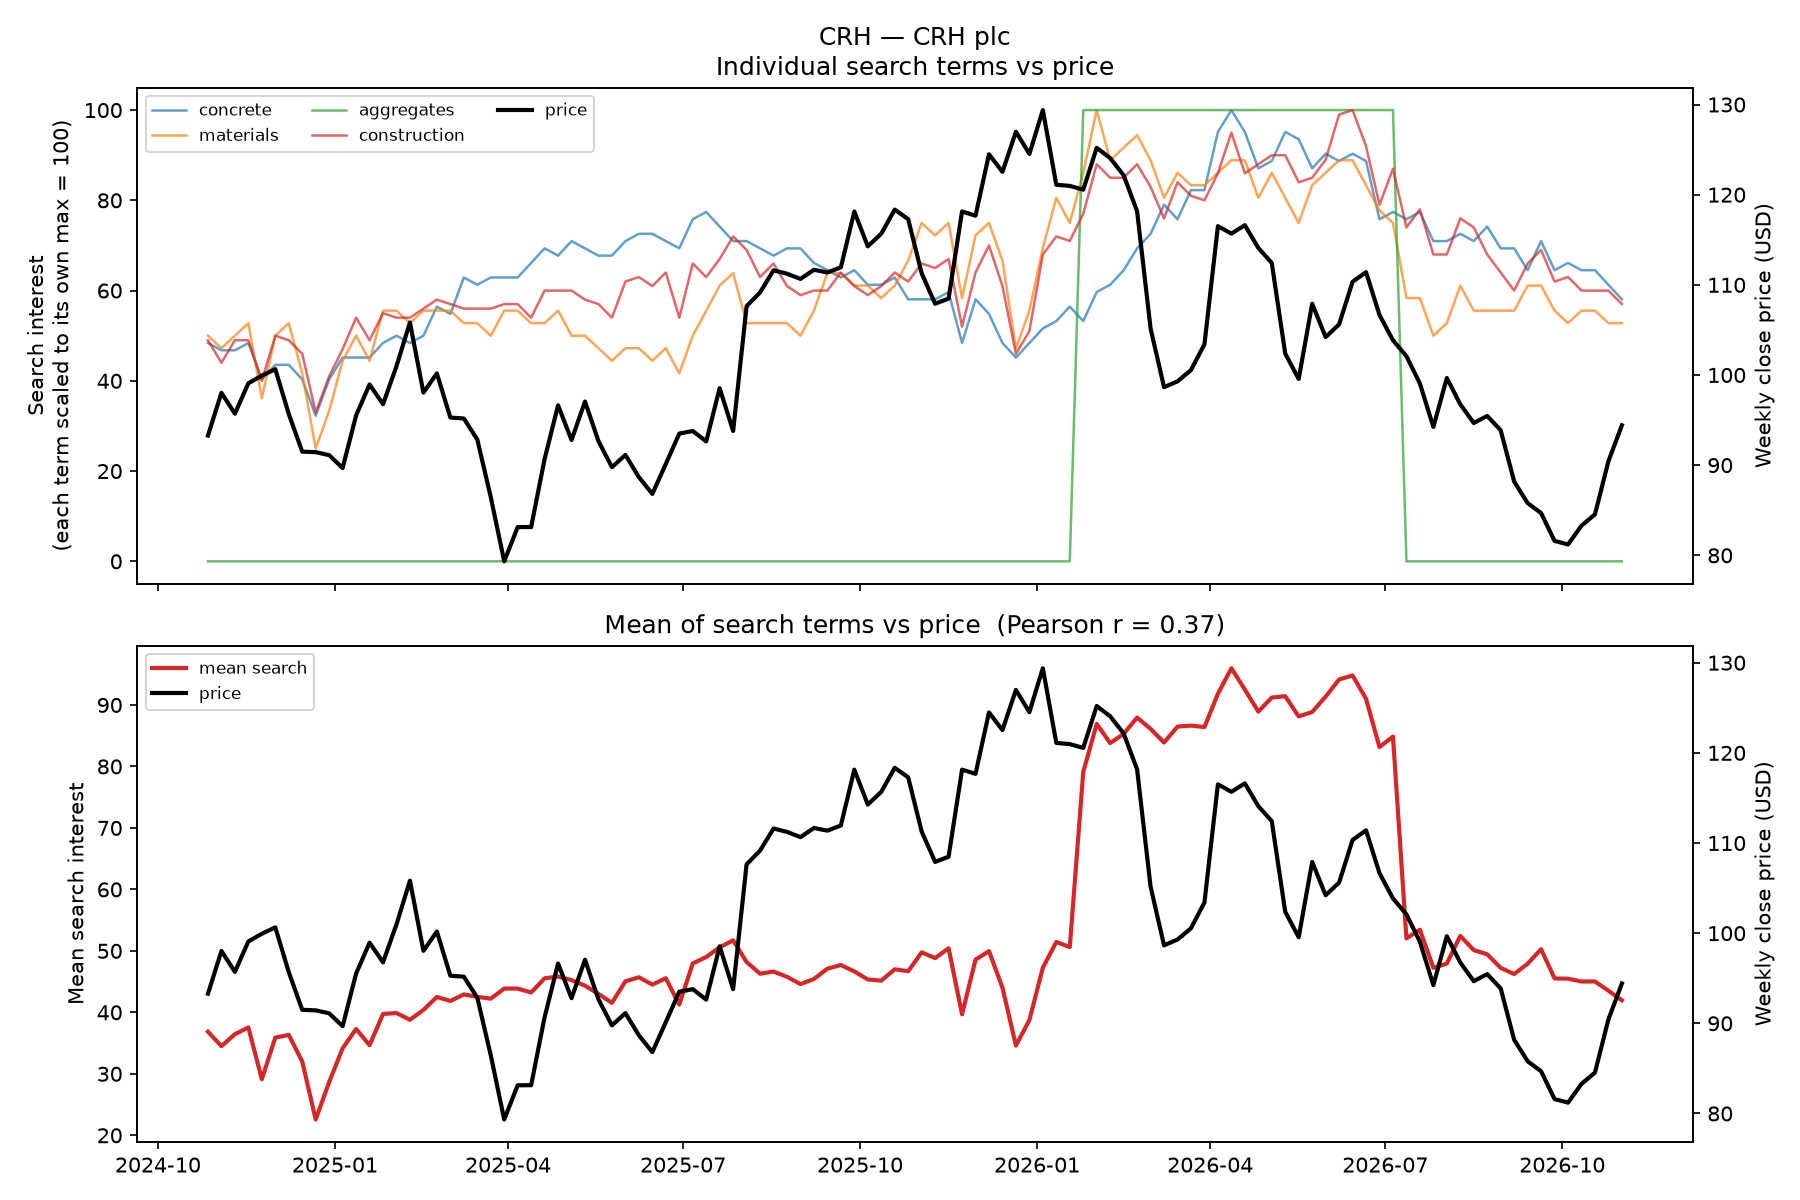 CRH — CRH plc
Individual search terms vs price
concrete
materials
aggregates
construction
price
Search interest
(each term scaled to its own max = 100)
100
80
60
40
20
0
Weekly close price (USD)
130
120
110
100
90
80
Mean of search terms vs price  (Pearson r = 0.37)
mean search
price
Mean search interest
90
80
70
60
50
40
30
20
Weekly close price (USD)
130
120
110
100
90
80
2024-10 2025-01 2025-04 2025-07 2025-10 2026-01 2026-04 2026-07 2026-10